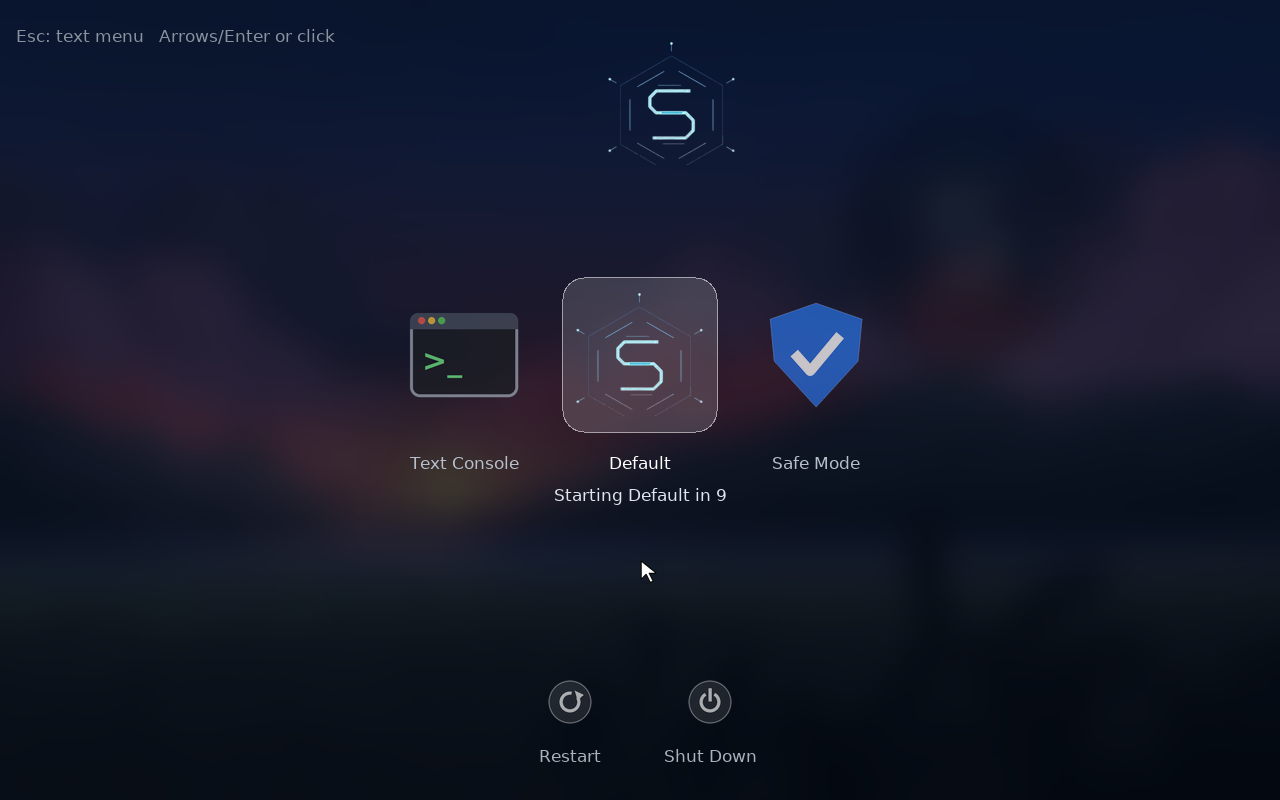 Esc: text menu   Arrows/Enter or click
S
>_
S
Text Console
Default
Safe Mode
Starting Default in 9
Restart
Shut Down